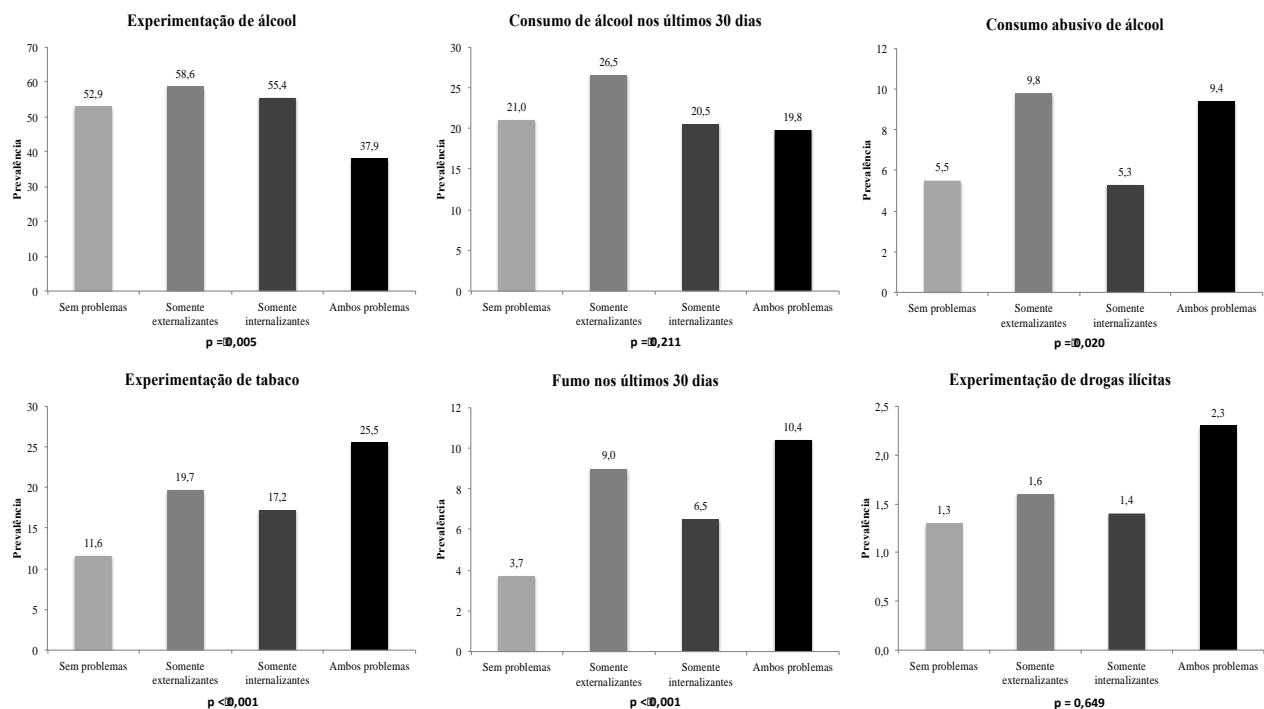 Experimentação de álcool
Prevalência
70
60
50
40
30
20
10
0
52,9
58,6
55,4
37,9
Sem problemas
Somente
externalizantes
Somente
internalizantes
Ambos problemas
p = 0,005
Consumo de álcool nos últimos 30 dias
Prevalência
30
25
20
15
10
5
0
21,0
26,5
20,5
19,8
Sem problemas
Somente
externalizantes
Somente
internalizantes
Ambos problemas
p = 0,211
Consumo abusivo de álcool
Prevalência
12
10
8
6
4
2
0
5,5
9,8
5,3
9,4
Sem problemas
Somente
externalizantes
Somente
internalizantes
Ambos problemas
p = 0,020
Experimentação de tabaco
Prevalência
30
25
20
15
10
5
0
11,6
19,7
17,2
25,5
Sem problemas
Somente
externalizantes
Somente
internalizantes
Ambos problemas
p < 0,001
Fumo nos últimos 30 dias
Prevalência
12
10
8
6
4
2
0
3,7
9,0
6,5
10,4
Sem problemas
Somente
externalizantes
Somente
internalizantes
Ambos problemas
p < 0,001
Experimentação de drogas ilícitas
Prevalência
2,5
2,0
1,5
1,0
0,5
0,0
1,3
1,6
1,4
2,3
Sem problemas
Somente
externalizantes
Somente
internalizantes
Ambos problemas
p = 0,649